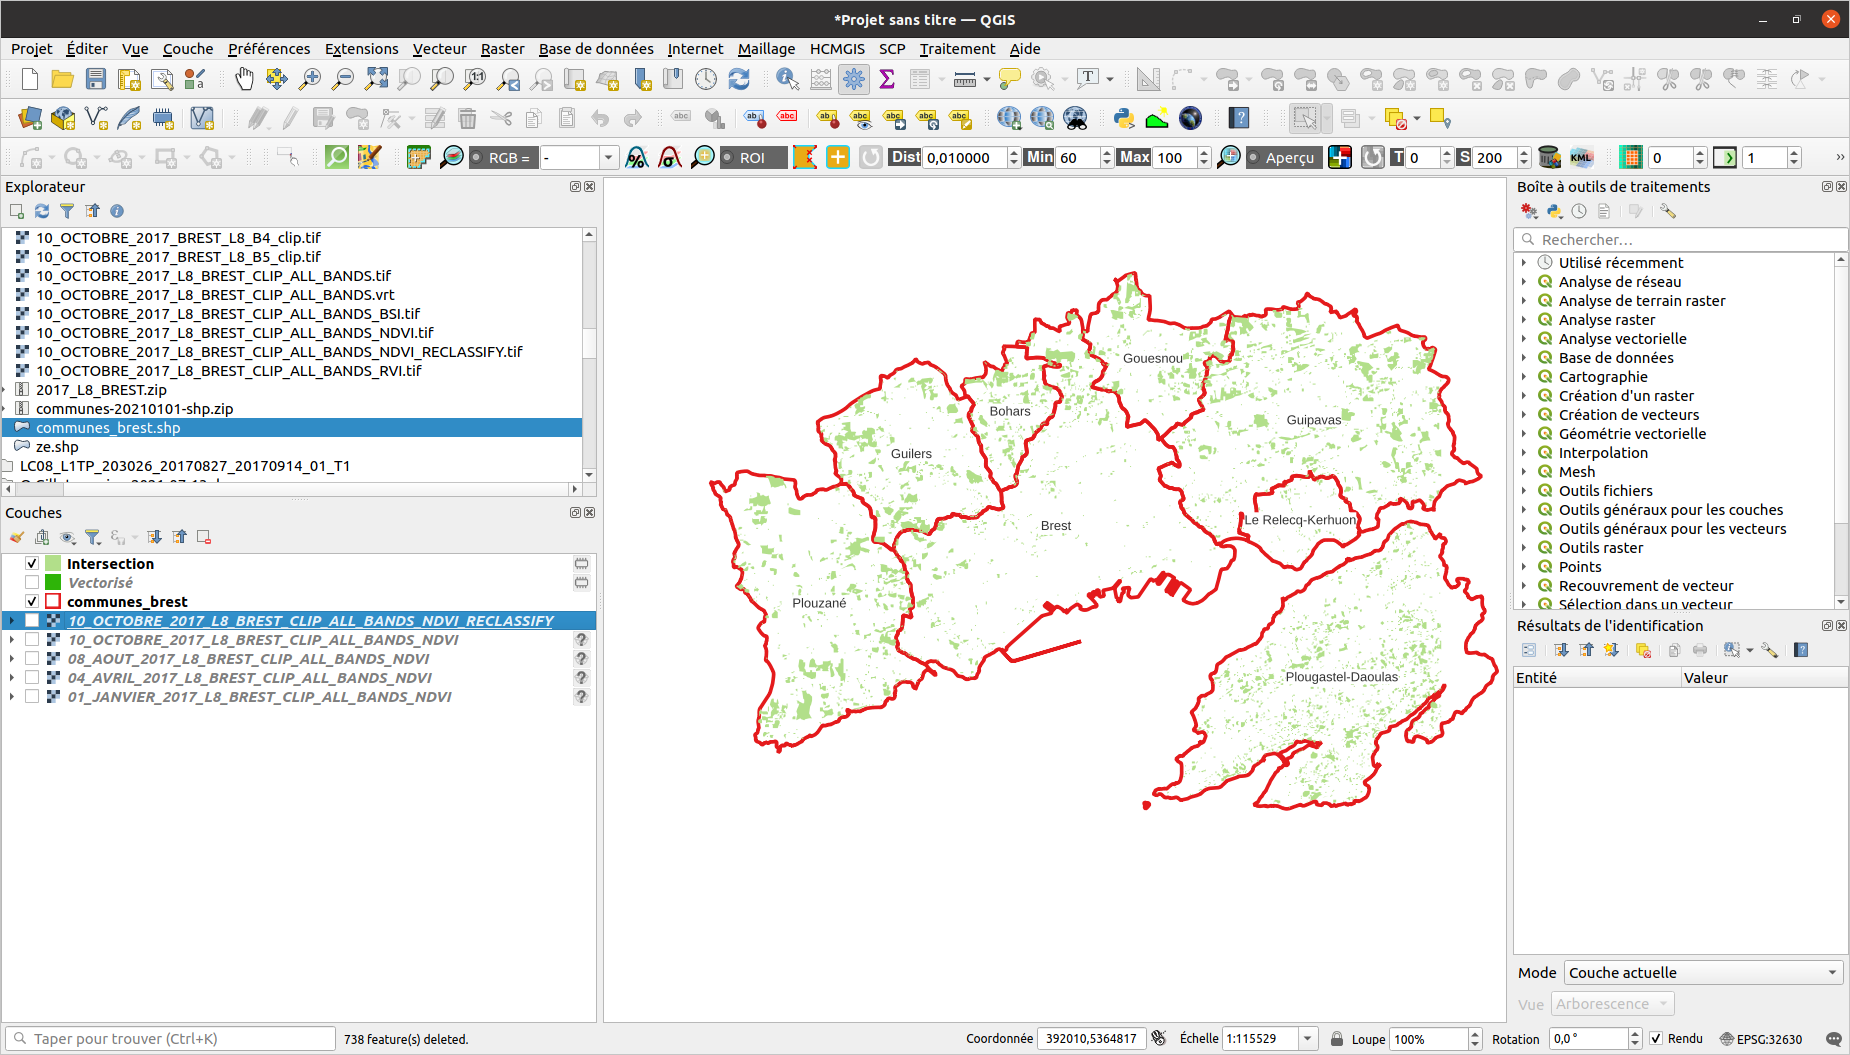 *Projet sans titre — QGIS
Projet Éditer Vue Couche Préférences Extensions Vecteur Raster Base de données Internet Maillage HCMGIS SCP Traitement Aide
RGB = - ROI Dist 0,010000 Min 60 Max 100 Aperçu T 0 S 200 KML 0 1 »
Explorateur
10_OCTOBRE_2017_BREST_L8_B4_clip.tif
10_OCTOBRE_2017_BREST_L8_B5_clip.tif
10_OCTOBRE_2017_L8_BREST_CLIP_ALL_BANDS.tif
10_OCTOBRE_2017_L8_BREST_CLIP_ALL_BANDS.vrt
10_OCTOBRE_2017_L8_BREST_CLIP_ALL_BANDS_BSI.tif
10_OCTOBRE_2017_L8_BREST_CLIP_ALL_BANDS_NDVI.tif
10_OCTOBRE_2017_L8_BREST_CLIP_ALL_BANDS_NDVI_RECLASSIFY.tif
10_OCTOBRE_2017_L8_BREST_CLIP_ALL_BANDS_RVI.tif
2017_L8_BREST.zip
communes-20210101-shp.zip
communes_brest.shp
ze.shp
LC08_L1TP_203026_20170827_20170914_01_T1
Couches
Intersection
Vectorisé
communes_brest
10_OCTOBRE_2017_L8_BREST_CLIP_ALL_BANDS_NDVI_RECLASSIFY
10_OCTOBRE_2017_L8_BREST_CLIP_ALL_BANDS_NDVI
08_AOUT_2017_L8_BREST_CLIP_ALL_BANDS_NDVI
04_AVRIL_2017_L8_BREST_CLIP_ALL_BANDS_NDVI
01_JANVIER_2017_L8_BREST_CLIP_ALL_BANDS_NDVI
Gouesnou
Bohars
Guipavas
Guilers
Le Relecq-Kerhuon
Brest
Plouzané
Plougastel-Daoulas
Boîte à outils de traitements
Rechercher…
Utilisé récemment
Analyse de réseau
Analyse de terrain raster
Analyse raster
Analyse vectorielle
Base de données
Cartographie
Création d'un raster
Création de vecteurs
Géométrie vectorielle
Interpolation
Mesh
Outils fichiers
Outils généraux pour les couches
Outils généraux pour les vecteurs
Outils raster
Points
Recouvrement de vecteur
Sélection dans un vecteur
Résultats de l'identification
Entité Valeur
Mode Couche actuelle
Vue Arborescence
Taper pour trouver (Ctrl+K) 738 feature(s) deleted. Coordonnée 392010,5364817 Échelle 1:115529 Loupe 100% Rotation 0,0 ° Rendu EPSG:32630